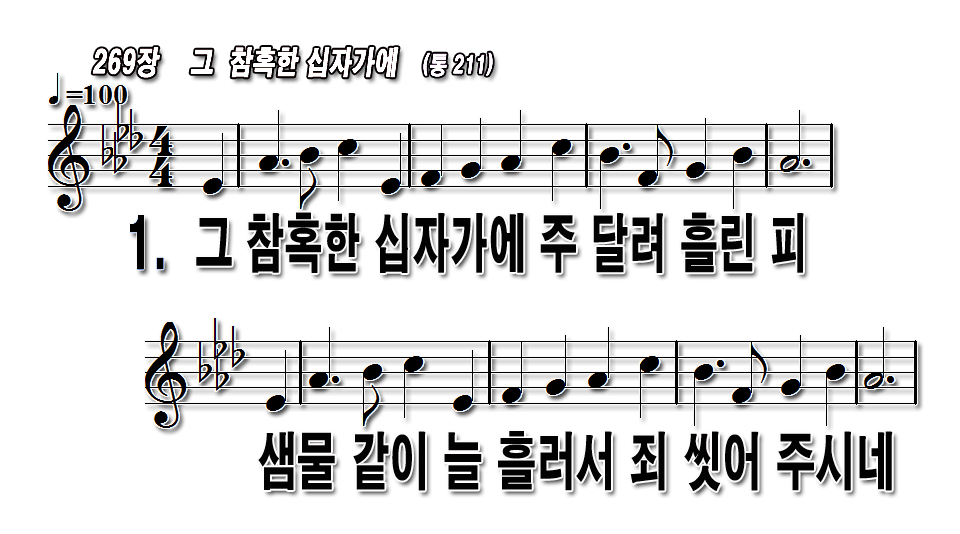 269장 그 참혹한 십자가에 (통 211)
♩=100
1. 그 참혹한 십자가에 주 달려 흘린 피
샘물 같이 늘 흘러서 죄 씻어 주시네